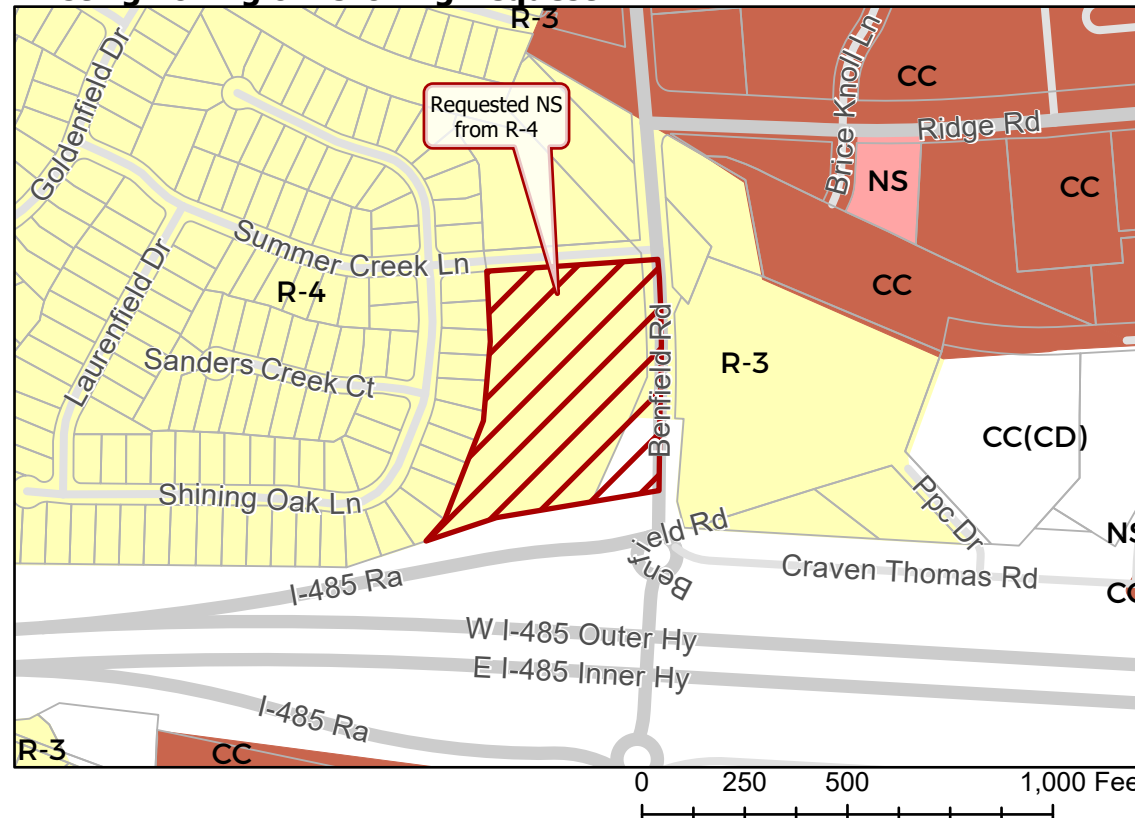 R-3
CC
Goldenfield Dr
Requested NS
from R-4
Brice Knoll Ln
Ridge Rd
NS
CC
Summer Creek Ln
R-4
CC
Laurenfield Dr
Sanders Creek Ct
Benfield Rd
R-3
CC(CD)
Shining Oak Ln
Ppc Dr
NS
Benfield Rd
Craven Thomas Rd
I-485 Ra
W I-485 Outer Hy
E I-485 Inner Hy
I-485 Ra
R-3
CC
0 250 500 1,000 Fee